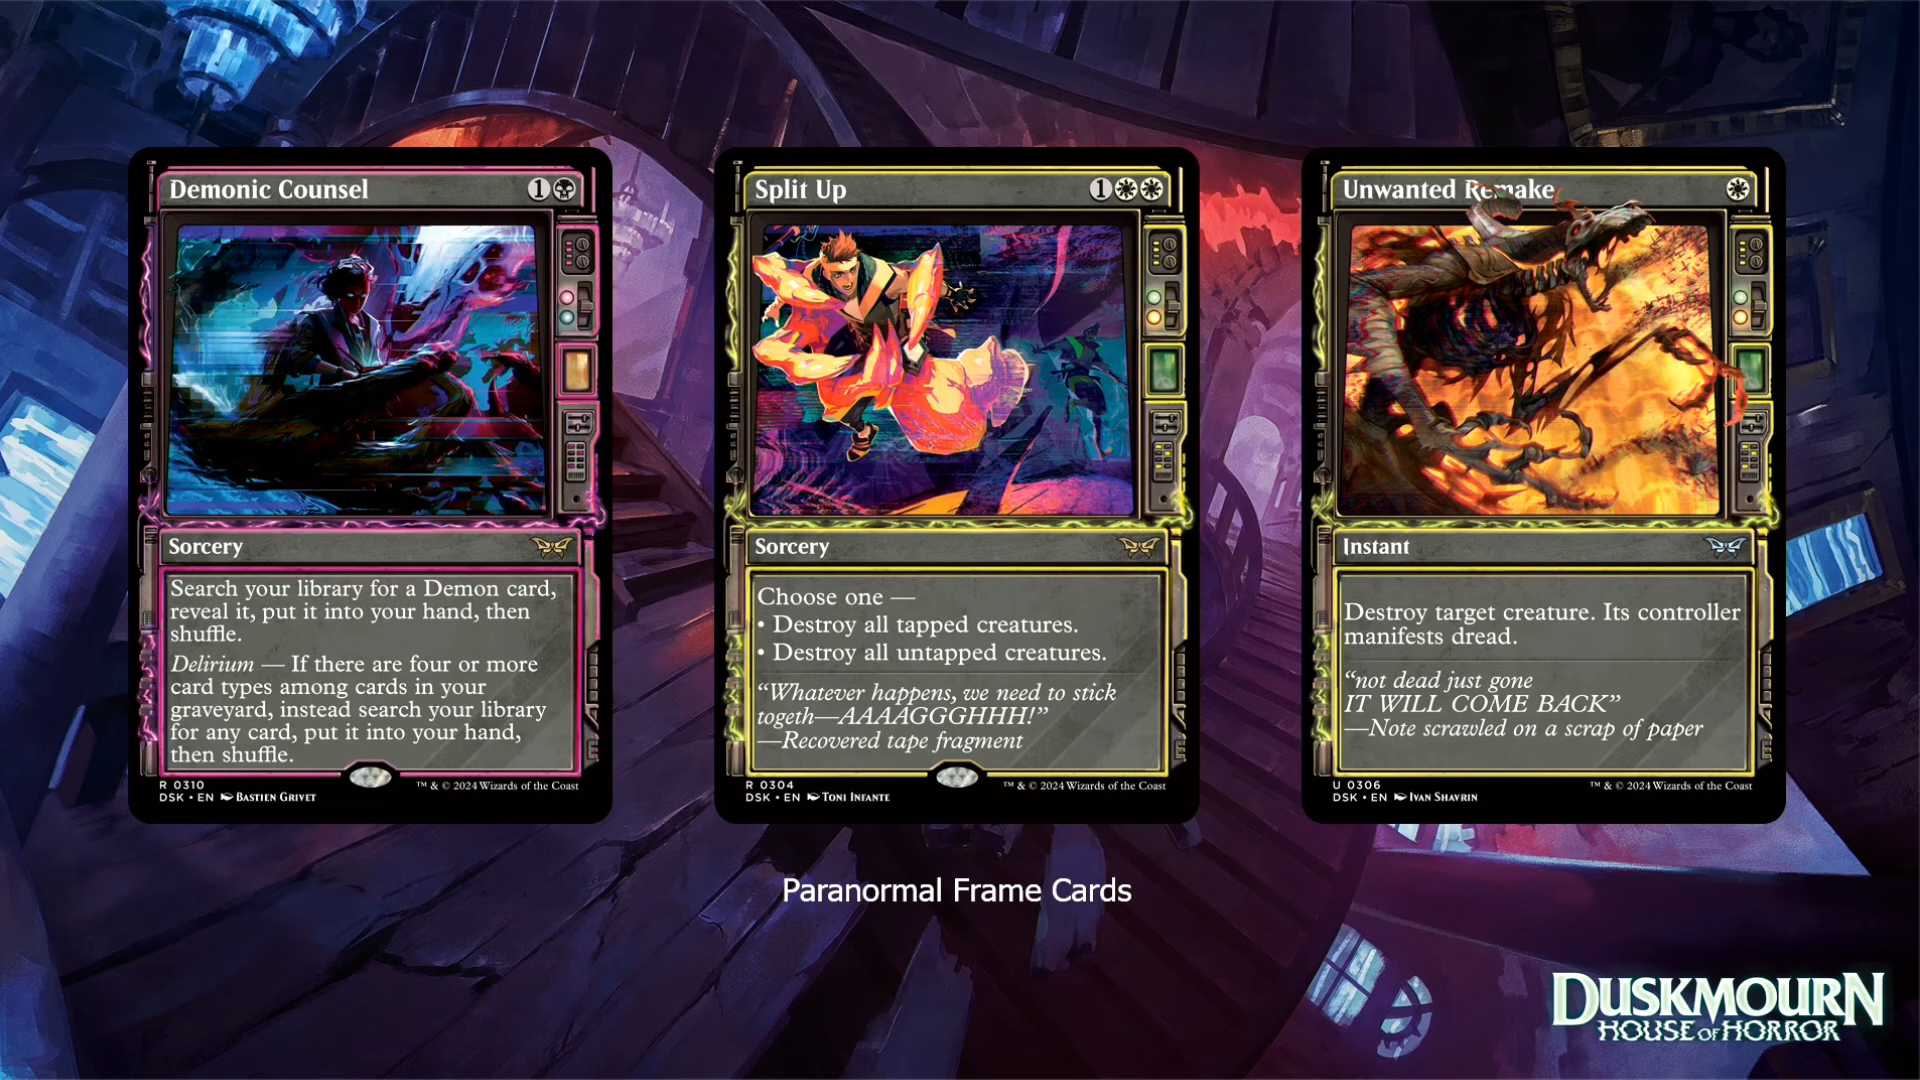 Demonic Counsel 1
Sorcery
Search your library for a Demon card,
reveal it, put it into your hand, then
shuffle.
Delirium — If there are four or more
card types among cards in your
graveyard, instead search your library
for any card, put it into your hand,
then shuffle.
R 0310
DSK • EN Bastien Grivet
™ & © 2024 Wizards of the Coast
Split Up 1
Sorcery
Choose one —
• Destroy all tapped creatures.
• Destroy all untapped creatures.
“Whatever happens, we need to stick
togeth—AAAAGGGHHH!”
—Recovered tape fragment
R 0304
DSK • EN Toni Infante
™ & © 2024 Wizards of the Coast
Unwanted Remake
Instant
Destroy target creature. Its controller
manifests dread.
“not dead just gone
IT WILL COME BACK”
—Note scrawled on a scrap of paper
U 0306
DSK • EN Ivan Shavrin
™ & © 2024 Wizards of the Coast
Paranormal Frame Cards
DUSKMOURN
HOUSE OF HORROR